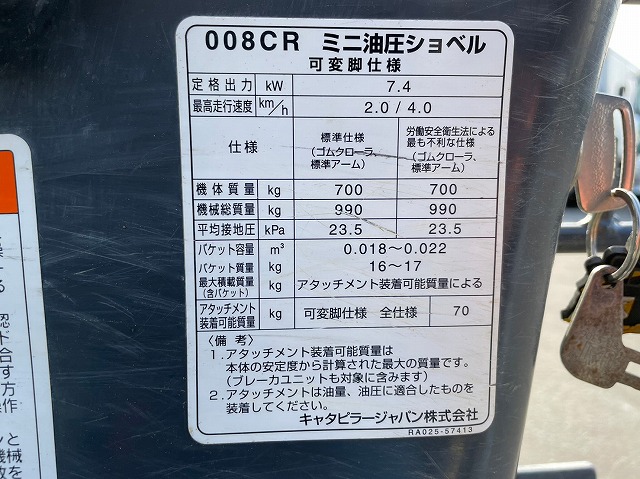 008CR ミニ油圧ショベル
可変脚仕様
定格出力 kW 7.4
最高走行速度 km/h 2.0 / 4.0
仕様 標準仕様 (ゴムクローラ、標準アーム) 労働安全衛生法による最も不利な仕様 (ゴムクローラ、標準アーム)
機体質量 kg 700 700
機械総質量 kg 990 990
平均接地圧 kPa 23.5 23.5
バケット容量 m³ 0.018〜0.022
バケット質量 kg 16〜17
最大積載質量 (含バケット) kg アタッチメント装着可能質量による
アタッチメント装着可能質量 kg 可変脚仕様 全仕様 70
〈備考〉
1. アタッチメント装着可能質量は
本体の安定度から計算された最大の質量です。
(ブレーカユニットも対象に含みます)
2. アタッチメントは油量、油圧に適合したものを
装着してください。
キャタピラージャパン株式会社
RA025-57413
る
認
ド
合
す
方
操作
ンと
機械